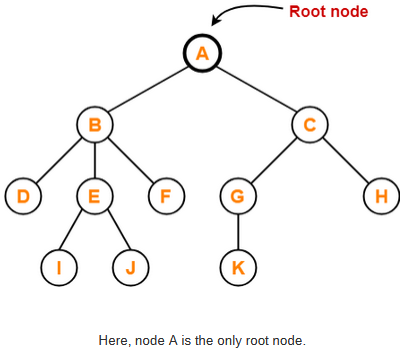 Root node
A
B
C
D
E
F
G
H
I
J
K
Here, node A is the only root node.